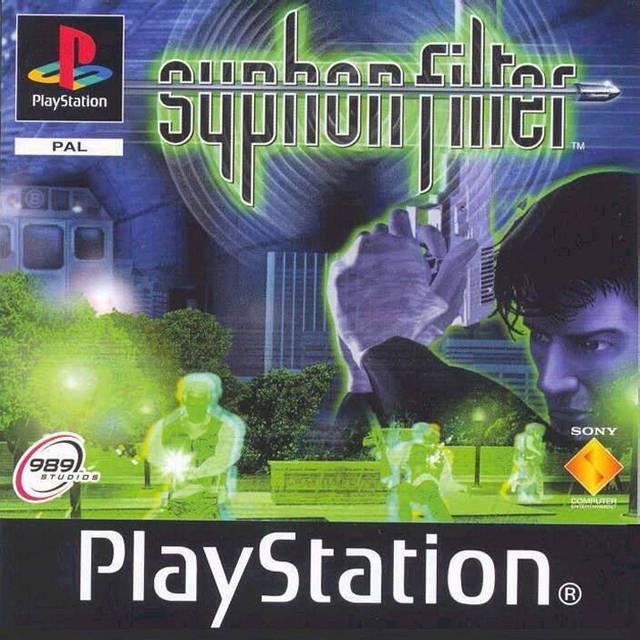 PlayStation
PAL
syphon filter
TM
B
989
STUDIOS
SONY
COMPUTER
ENTERTAINMENT
PlayStation®